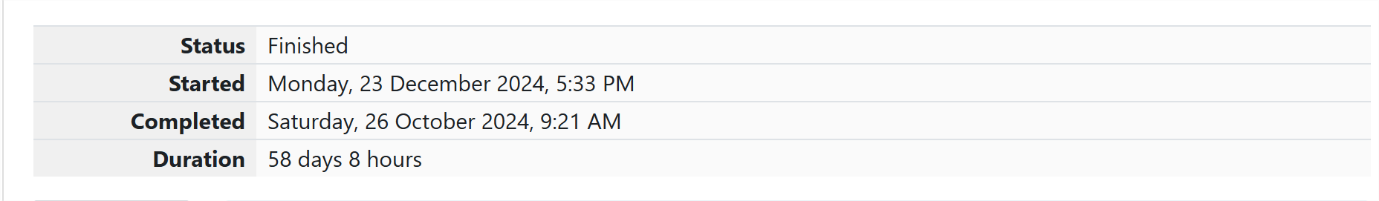 Status Finished
Started Monday, 23 December 2024, 5:33 PM
Completed Saturday, 26 October 2024, 9:21 AM
Duration 58 days 8 hours